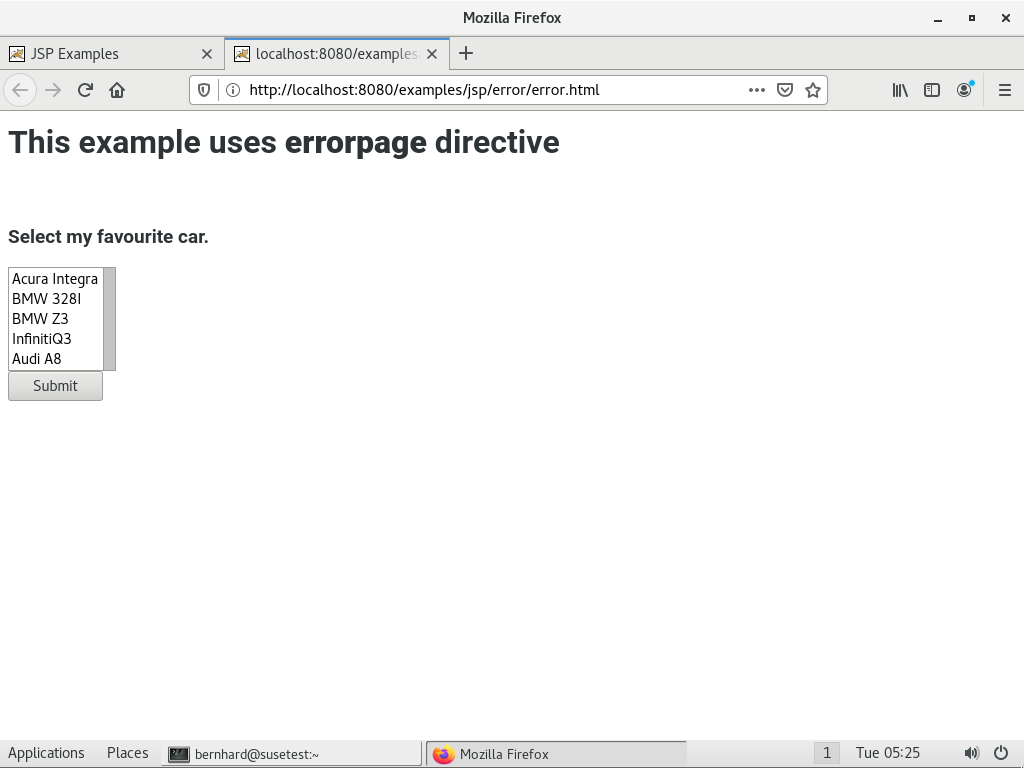 Mozilla Firefox
JSP Examples
localhost:8080/examples
http://localhost:8080/examples/jsp/error/error.html
This example uses errorpage directive
Select my favourite car.
Acura Integra
BMW 328I
BMW Z3
InfinitiQ3
Audi A8
Submit
Applications Places bernhard@susetest:~ Mozilla Firefox 1 Tue 05:25